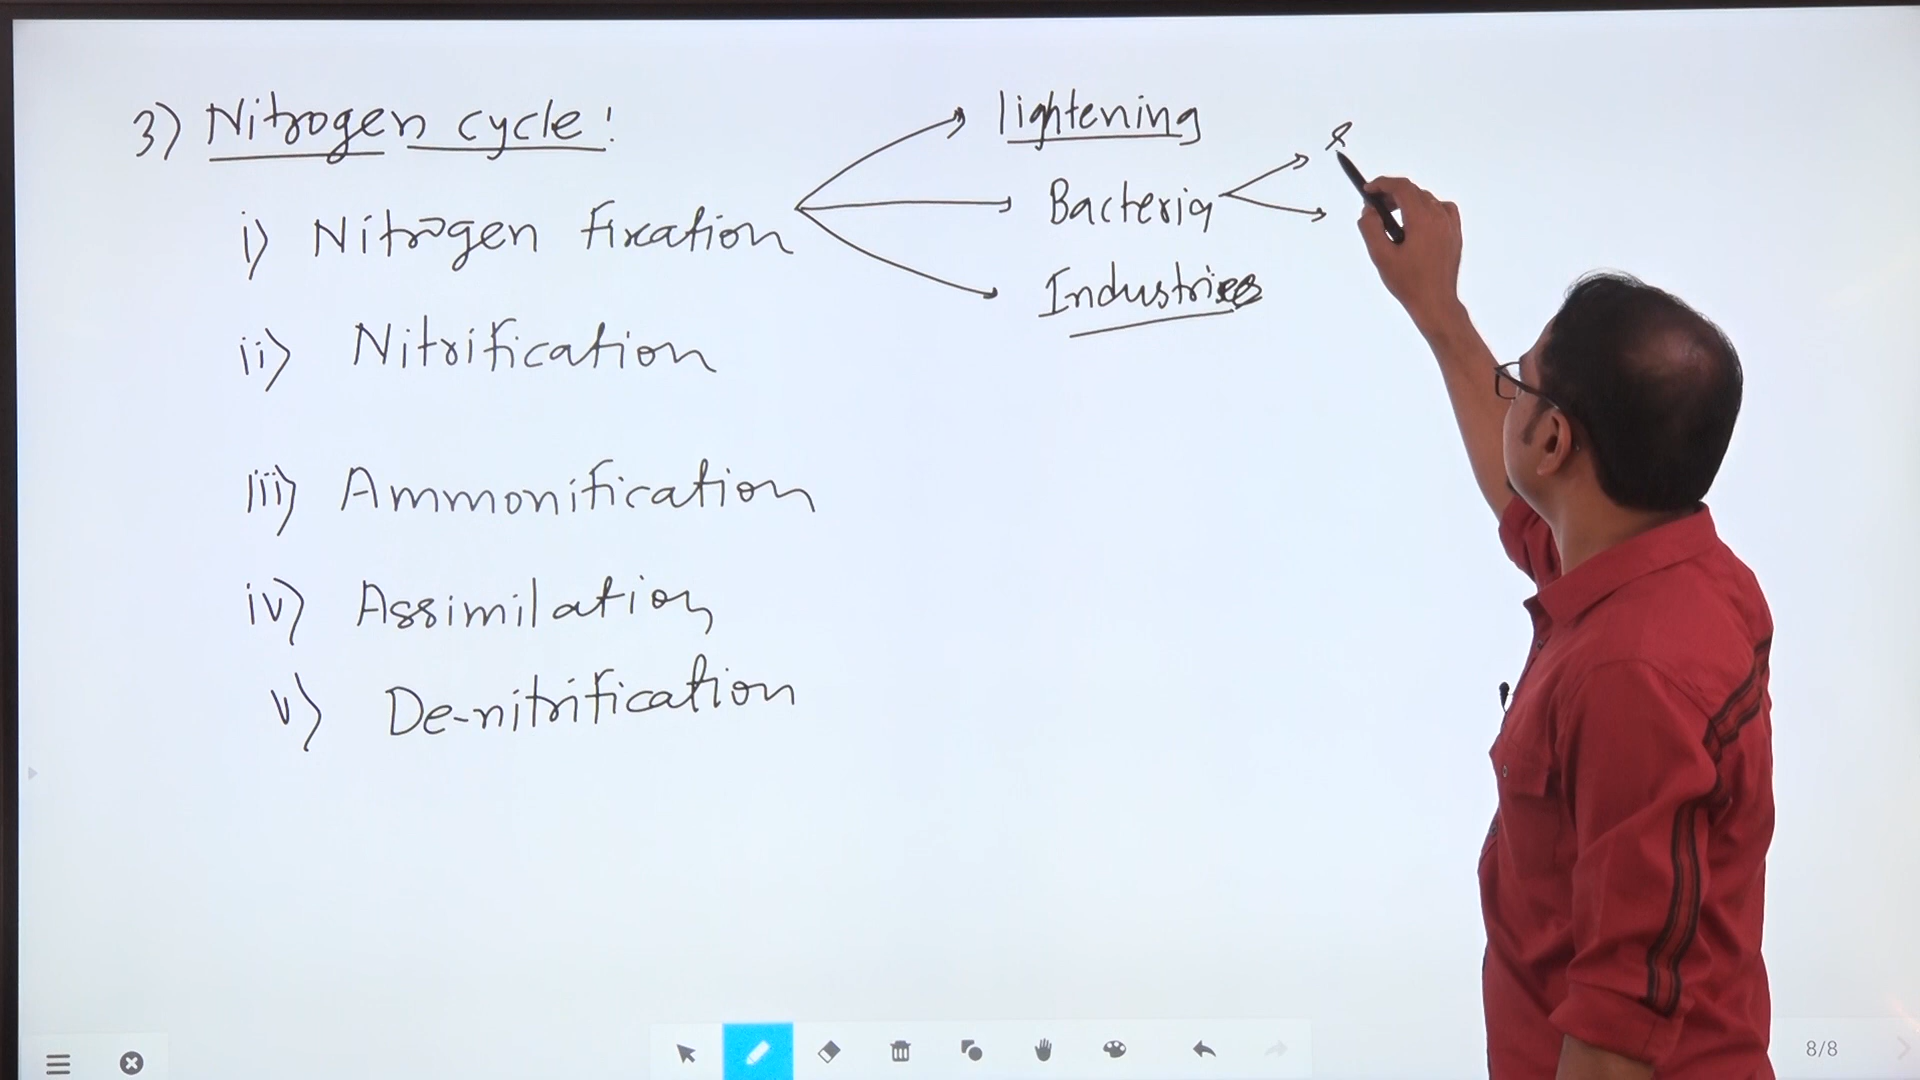 3) Nitrogen cycle:
lightening
i) Nitrogen fixation
Bacteria
Industries
ii) Nitrification
iii) Ammonification
iv) Assimilation
v) De-nitrification
8/8